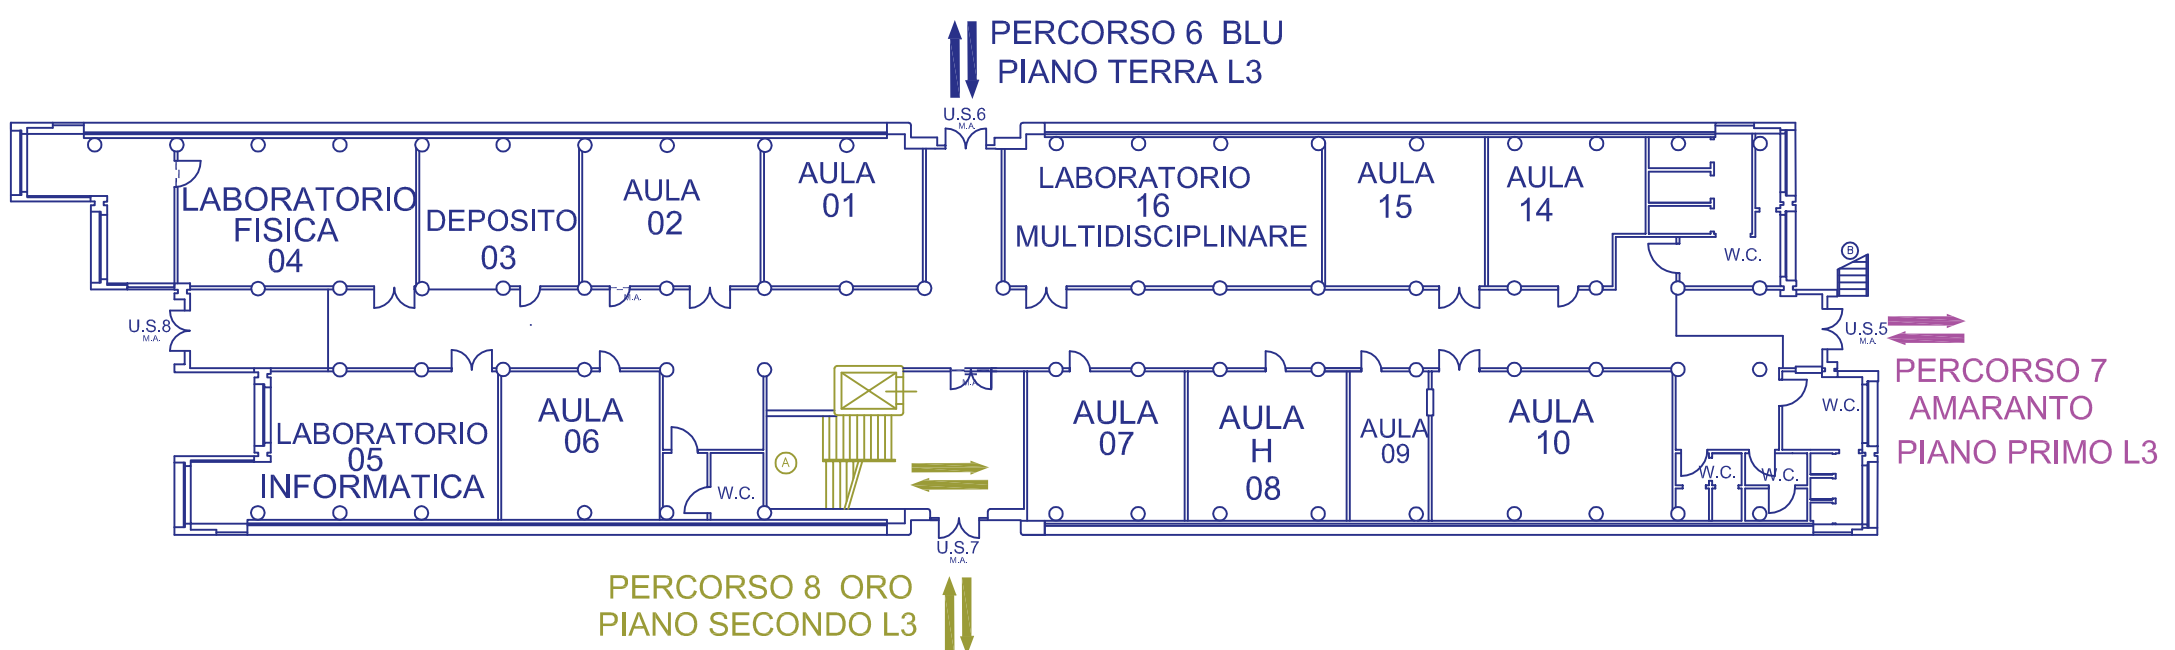 PERCORSO 6 BLU
PIANO TERRA L3
U.S.6
M.A.
LABORATORIO
FISICA
04
DEPOSITO
03
AULA
02
AULA
01
LABORATORIO
16
MULTIDISCIPLINARE
AULA
15
AULA
14
W.C.
B
M.A.
U.S.8
M.A.
U.S.5
M.A.
PERCORSO 7
AMARANTO
PIANO PRIMO L3
LABORATORIO
05
INFORMATICA
AULA
06
W.C.
A
M.A.
AULA
07
AULA
H
08
AULA
09
AULA
10
W.C.
W.C.
W.C.
U.S.7
M.A.
PERCORSO 8 ORO
PIANO SECONDO L3